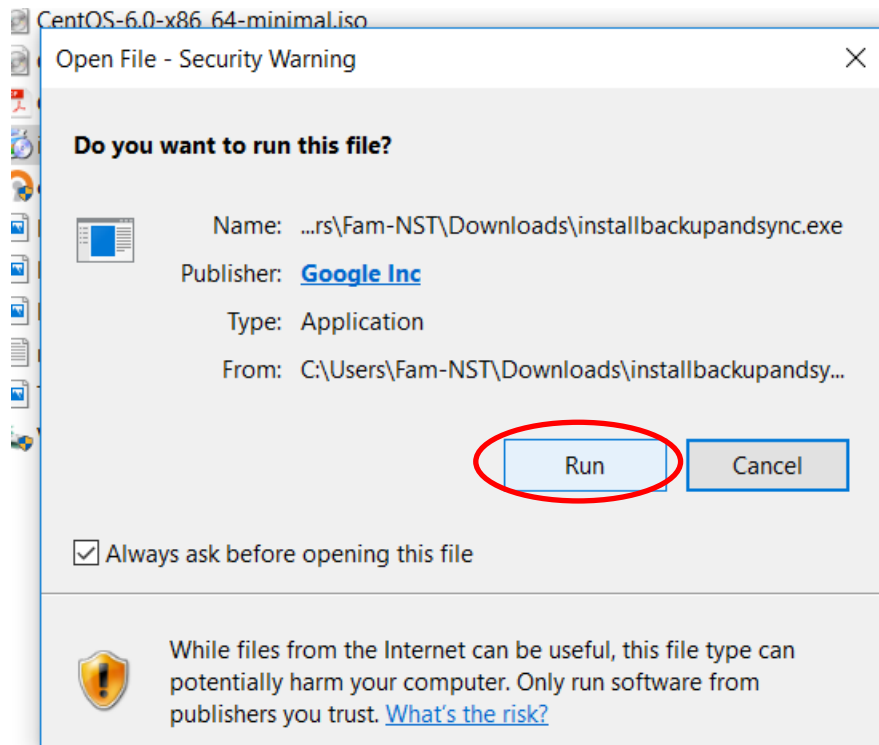 CentOS-6.0-x86_64-minimal.iso
Open File - Security Warning
Do you want to run this file?
Name: ...rs\Fam-NST\Downloads\installbackupandsync.exe
Publisher: Google Inc
Type: Application
From: C:\Users\Fam-NST\Downloads\installbackupandsy...
Run Cancel
Always ask before opening this file
While files from the Internet can be useful, this file type can
potentially harm your computer. Only run software from
publishers you trust. What's the risk?